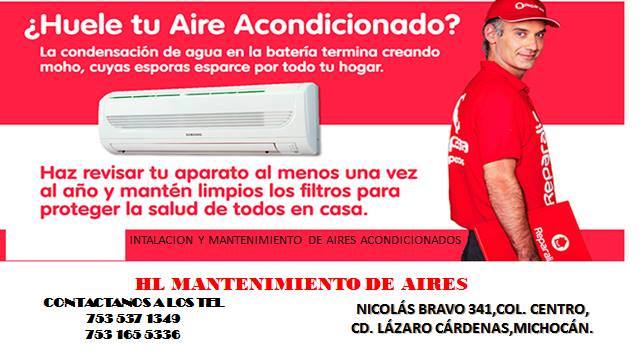 ¿Huele tu Aire Acondicionado?
La condensación de agua en la batería termina creando
moho, cuyas esporas esparce por todo tu hogar.
SAMSUNG
Haz revisar tu aparato al menos una vez
al año y mantén limpios los filtros para
proteger la salud de todos en casa.
INTALACION Y MANTENIMIENTO DE AIRES ACONDICIONADOS
HL MANTENIMIENTO DE AIRES
CONTACTANOS A LOS TEL
753 537 1349
753 165 5336
NICOLÁS BRAVO 341,COL. CENTRO,
CD. LÁZARO CÁRDENAS,MICHOCÁN.